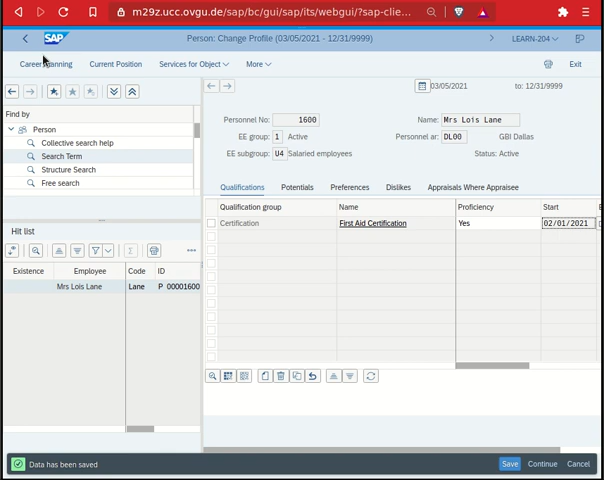 m29z.ucc.ovgu.de/sap/bc/gui/sap/its/webgui/?sap-clie...
SAP
Person: Change Profile (03/05/2021 - 12/31/9999)
LEARN-204
Career Planning
Current Position
Services for Object
More
Exit
Find by
Person
Collective search help
Search Term
Structure Search
Free search
Hit list
Existence
Employee
Code
ID
Mrs Lois Lane
Lane
P 00001600
03/05/2021
to: 12/31/9999
Personnel No:
1600
Name:
Mrs Lois Lane
EE group:
1
Active
Personnel ar:
DL00
GBI Dallas
EE subgroup:
U4
Salaried employees
Status: Active
Qualifications
Potentials
Preferences
Dislikes
Appraisals Where Appraisee
Qualification group
Name
Proficiency
Start
E
Certification
First Aid Certification
Yes
02/01/2021
Data has been saved
Save
Continue
Cancel